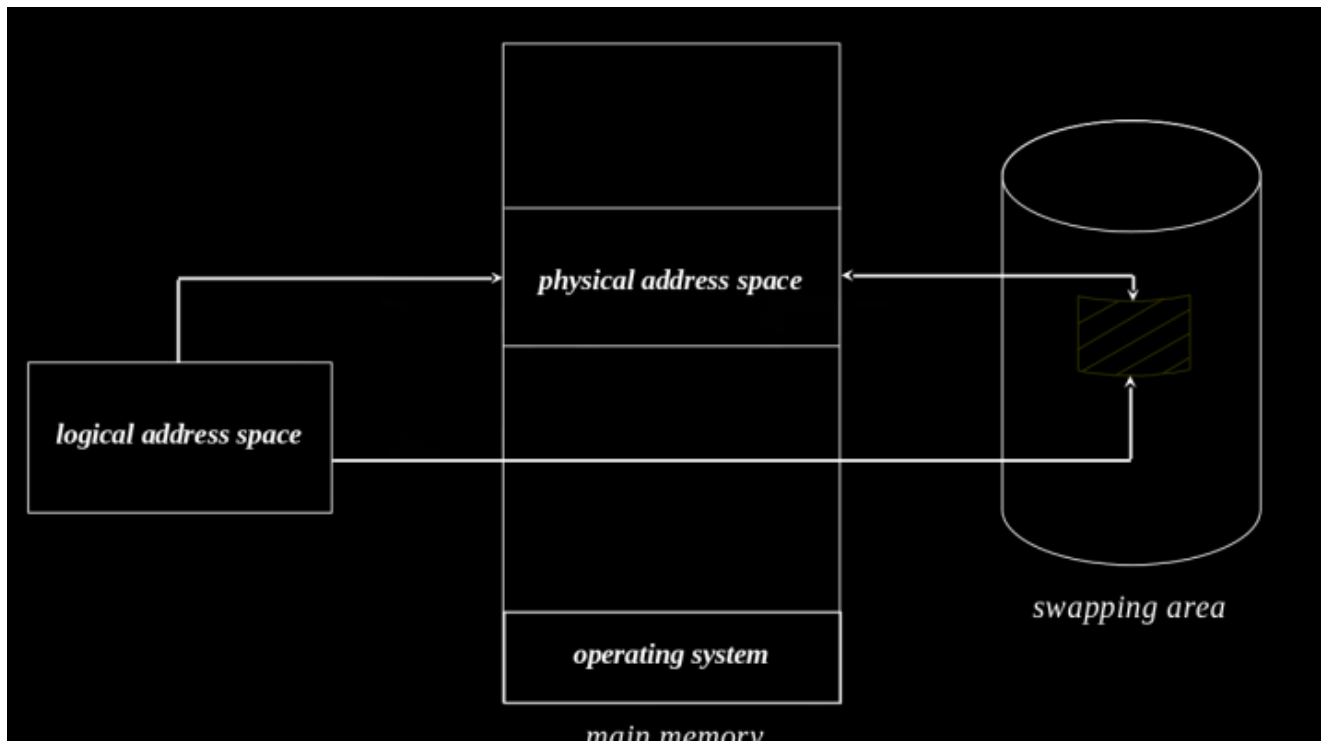 physical address space
logical address space
swapping area
operating system
main memory